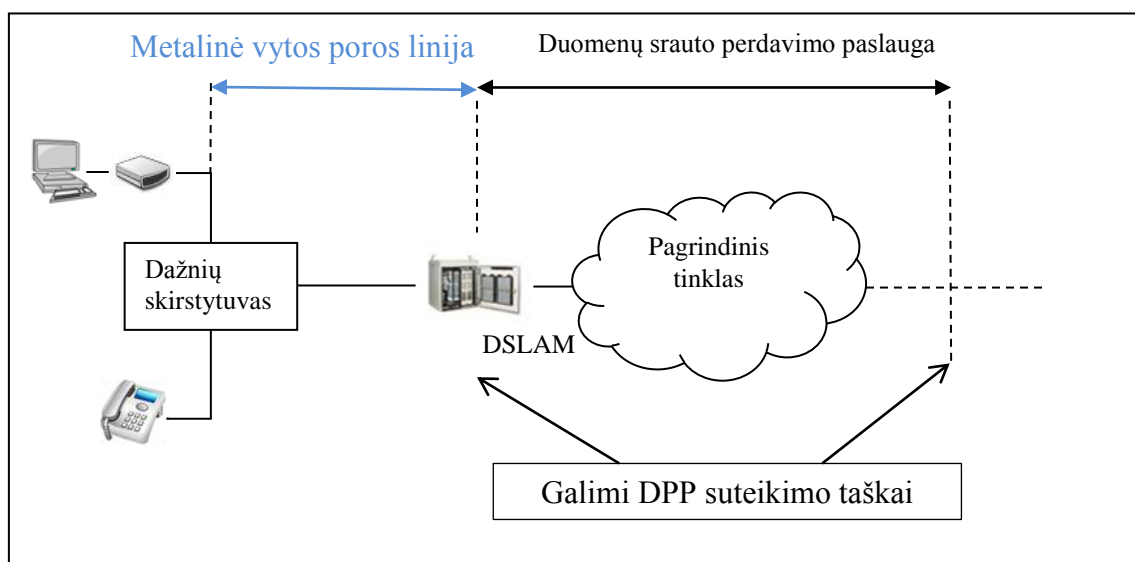 Metalinė vytos poros linija
Duomenų srauto perdavimo paslauga
Dažnių
skirstytuvas
Pagrindinis
tinklas
DSLAM
Galimi DPP suteikimo taškai